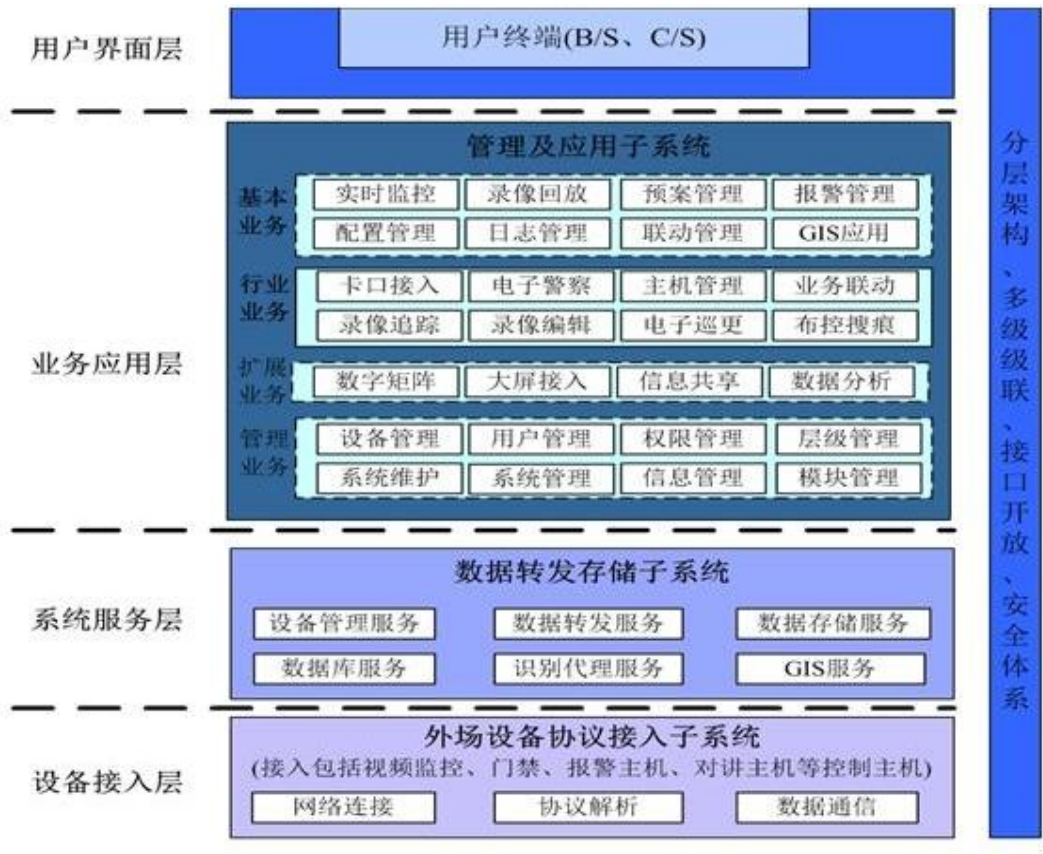 用户界面层
用户终端(B/S、C/S)
管理及应用子系统
业务应用层
基本业务
实时监控 录像回放 预案管理 报警管理
配置管理 日志管理 联动管理 GIS应用
行业业务
卡口接入 电子警察 主机管理 业务联动
录像追踪 录像编辑 电子巡更 布控搜痕
扩展业务
数字矩阵 大屏接入 信息共享 数据分析
管理业务
设备管理 用户管理 权限管理 层级管理
系统维护 系统管理 信息管理 模块管理
系统服务层
数据转发存储子系统
设备管理服务 数据转发服务 数据存储服务
数据库服务 识别代理服务 GIS服务
设备接入层
外场设备协议接入子系统
(接入包括视频监控、门禁、报警主机、对讲主机等控制主机)
网络连接 协议解析 数据通信
分层架构、多级级联、接口开放、安全体系